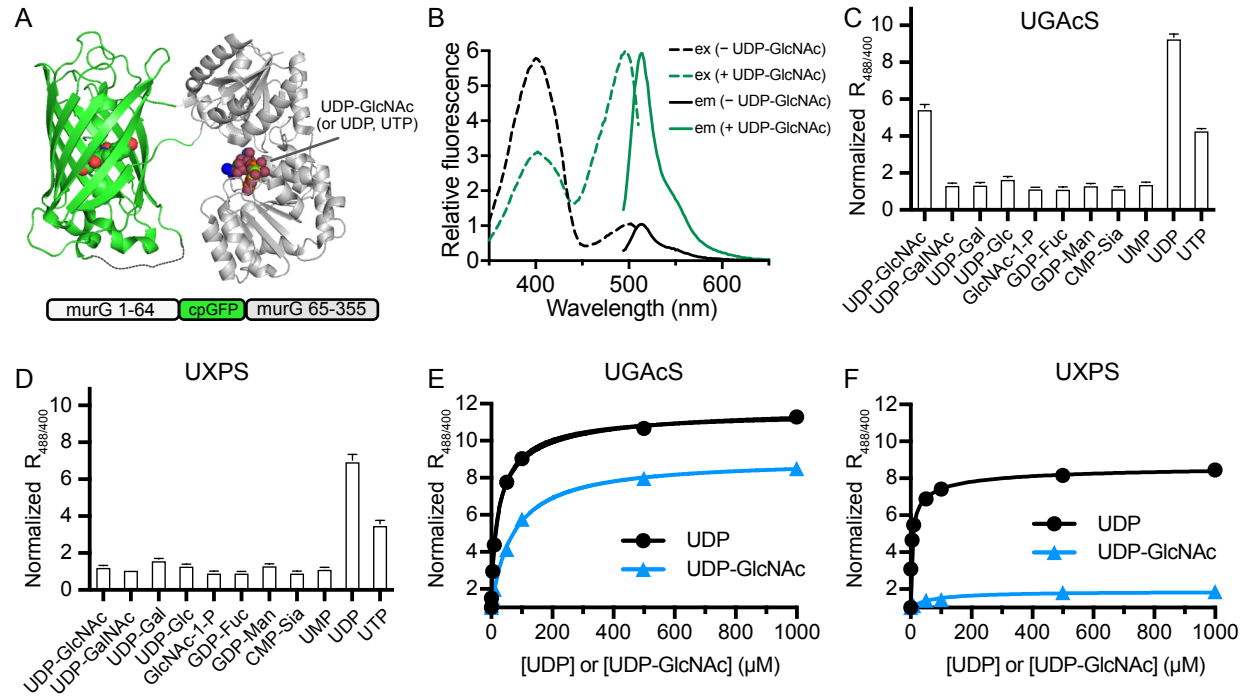 A
UDP-GlcNAc
(or UDP, UTP)
murG 1-64
cpGFP
murG 65-355
B
Relative fluorescence
6
5
4
3
2
1
0
400
500
600
Wavelength (nm)
ex (− UDP-GlcNAc)
ex (+ UDP-GlcNAc)
em (− UDP-GlcNAc)
em (+ UDP-GlcNAc)
C
UGAcS
Normalized R488/400
10
8
6
4
2
0
UDP-GlcNAc
UDP-GalNAc
UDP-Gal
UDP-Glc
GlcNAc-1-P
GDP-Fuc
GDP-Man
CMP-Sia
UMP
UDP
UTP
D
UXPS
Normalized R488/400
10
8
6
4
2
0
UDP-GlcNAc
UDP-GalNAc
UDP-Gal
UDP-Glc
GlcNAc-1-P
GDP-Fuc
GDP-Man
CMP-Sia
UMP
UDP
UTP
E
UGAcS
Normalized R488/400
12
10
8
6
4
2
0
200
400
600
800
1000
UDP
UDP-GlcNAc
[UDP] or [UDP-GlcNAc] (µM)
F
UXPS
Normalized R488/400
12
10
8
6
4
2
0
200
400
600
800
1000
UDP
UDP-GlcNAc
[UDP] or [UDP-GlcNAc] (µM)